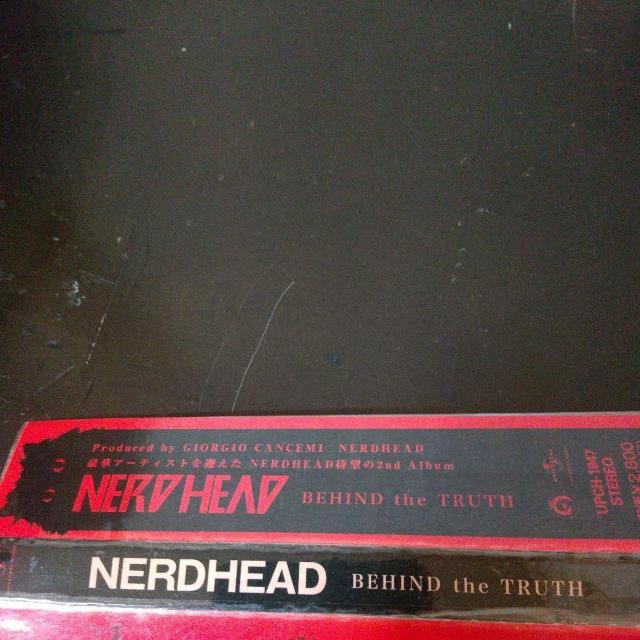 Produced by GIORGIO CANCEMI NERDHEAD
豪華アーティストを迎えた NERDHEAD待望の2nd Album
NERDHEAD BEHIND the TRUTH
UPCH-1847
STEREO
¥2,800
NERDHEAD BEHIND the TRUTH